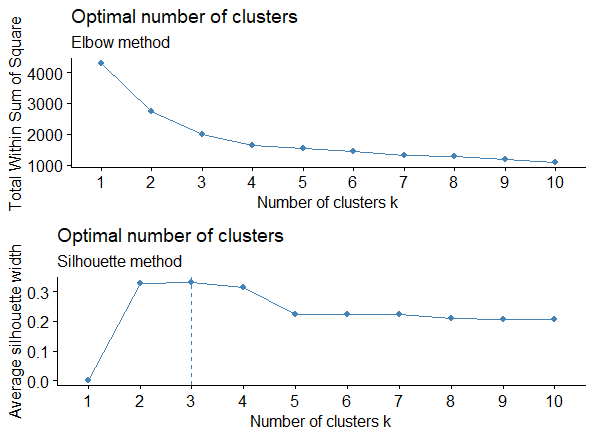 Optimal number of clusters
Elbow method
Total Within Sum of Square
4000
3000
2000
1000
1 2 3 4 5 6 7 8 9 10
Number of clusters k
Optimal number of clusters
Silhouette method
Average silhouette width
0.3
0.2
0.1
0.0
1 2 3 4 5 6 7 8 9 10
Number of clusters k